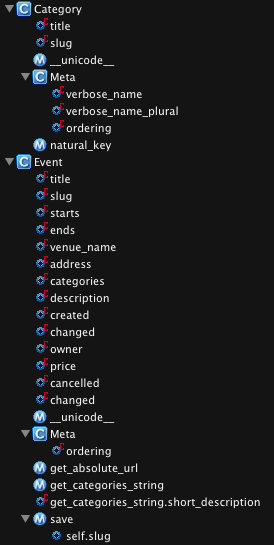 Category
title
slug
__unicode__
Meta
verbose_name
verbose_name_plural
ordering
natural_key
Event
title
slug
starts
ends
venue_name
address
categories
description
created
changed
owner
price
cancelled
changed
__unicode__
Meta
ordering
get_absolute_url
get_categories_string
get_categories_string.short_description
save
self.slug